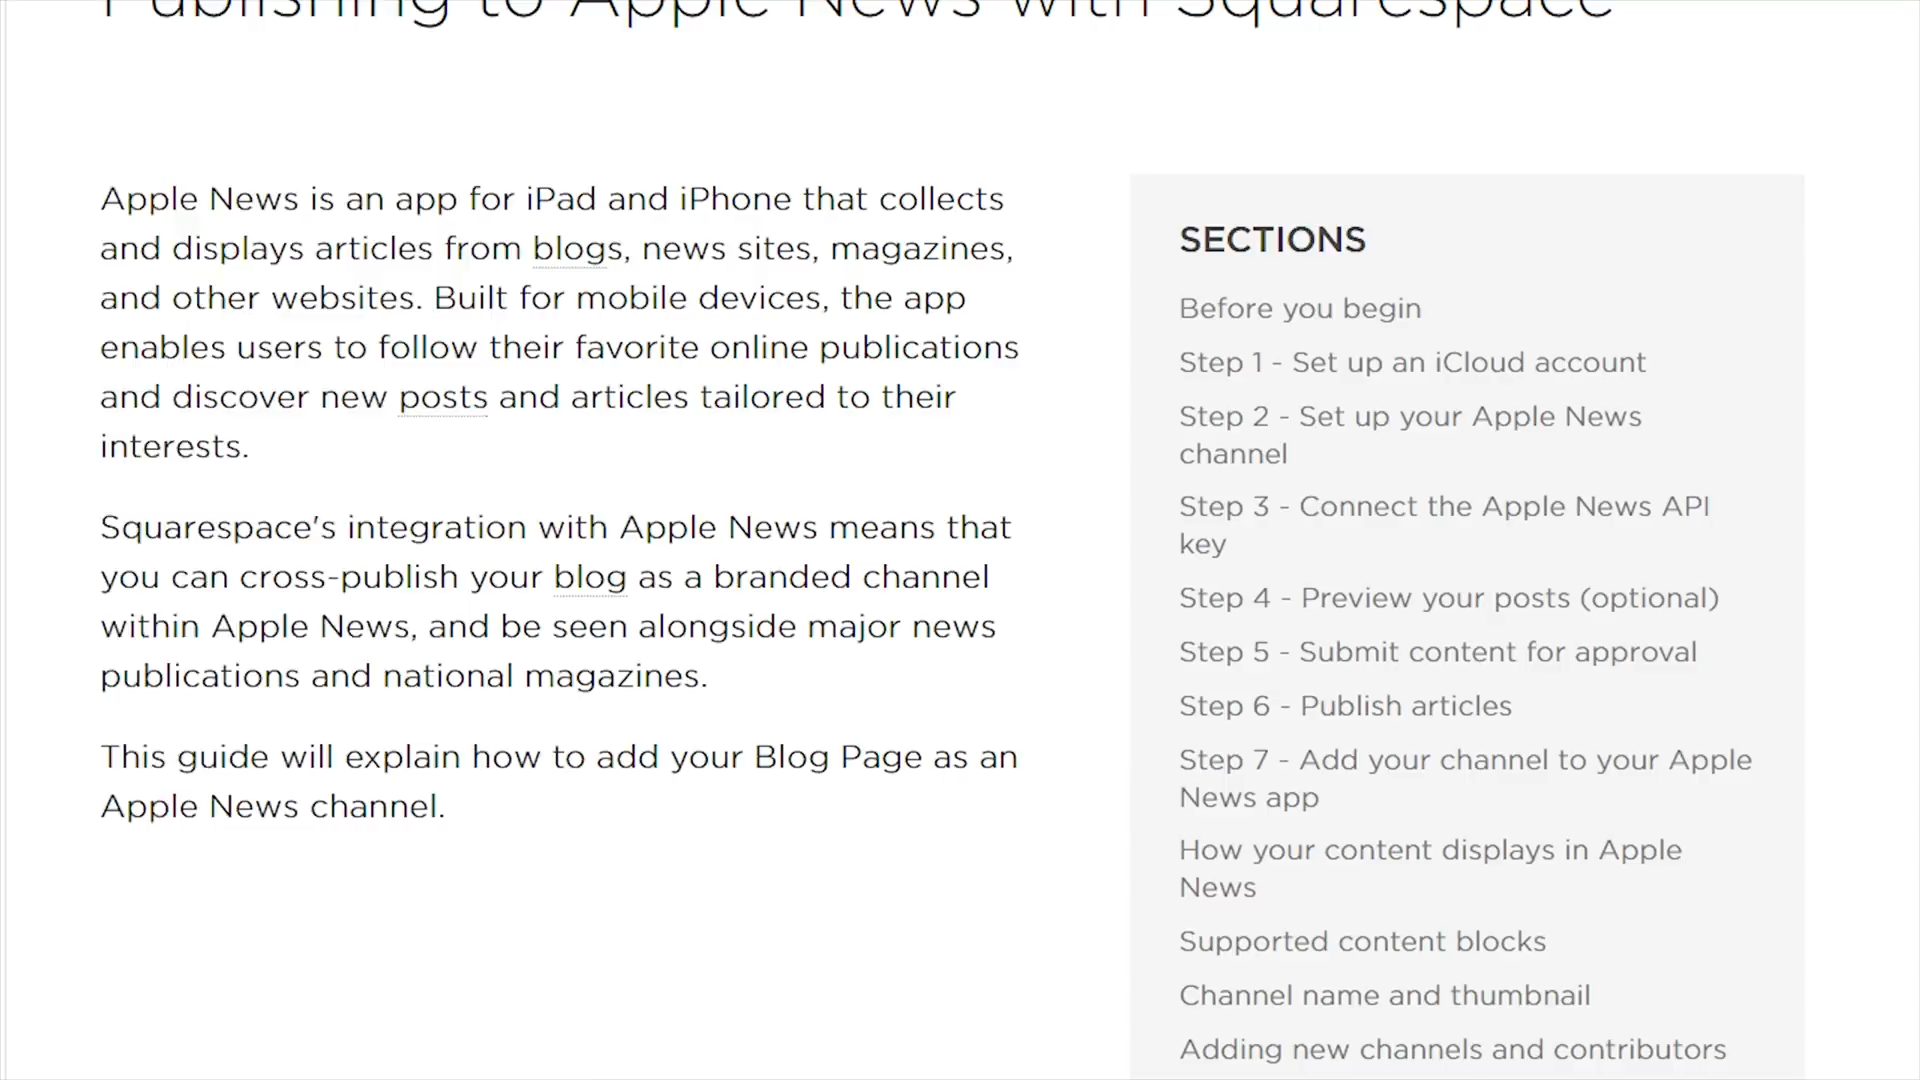 Publishing to Apple News with Squarespace
Apple News is an app for iPad and iPhone that collects
and displays articles from blogs, news sites, magazines,
and other websites. Built for mobile devices, the app
enables users to follow their favorite online publications
and discover new posts and articles tailored to their
interests.
Squarespace's integration with Apple News means that
you can cross-publish your blog as a branded channel
within Apple News, and be seen alongside major news
publications and national magazines.
This guide will explain how to add your Blog Page as an
Apple News channel.
SECTIONS
Before you begin
Step 1 - Set up an iCloud account
Step 2 - Set up your Apple News
channel
Step 3 - Connect the Apple News API
key
Step 4 - Preview your posts (optional)
Step 5 - Submit content for approval
Step 6 - Publish articles
Step 7 - Add your channel to your Apple
News app
How your content displays in Apple
News
Supported content blocks
Channel name and thumbnail
Adding new channels and contributors